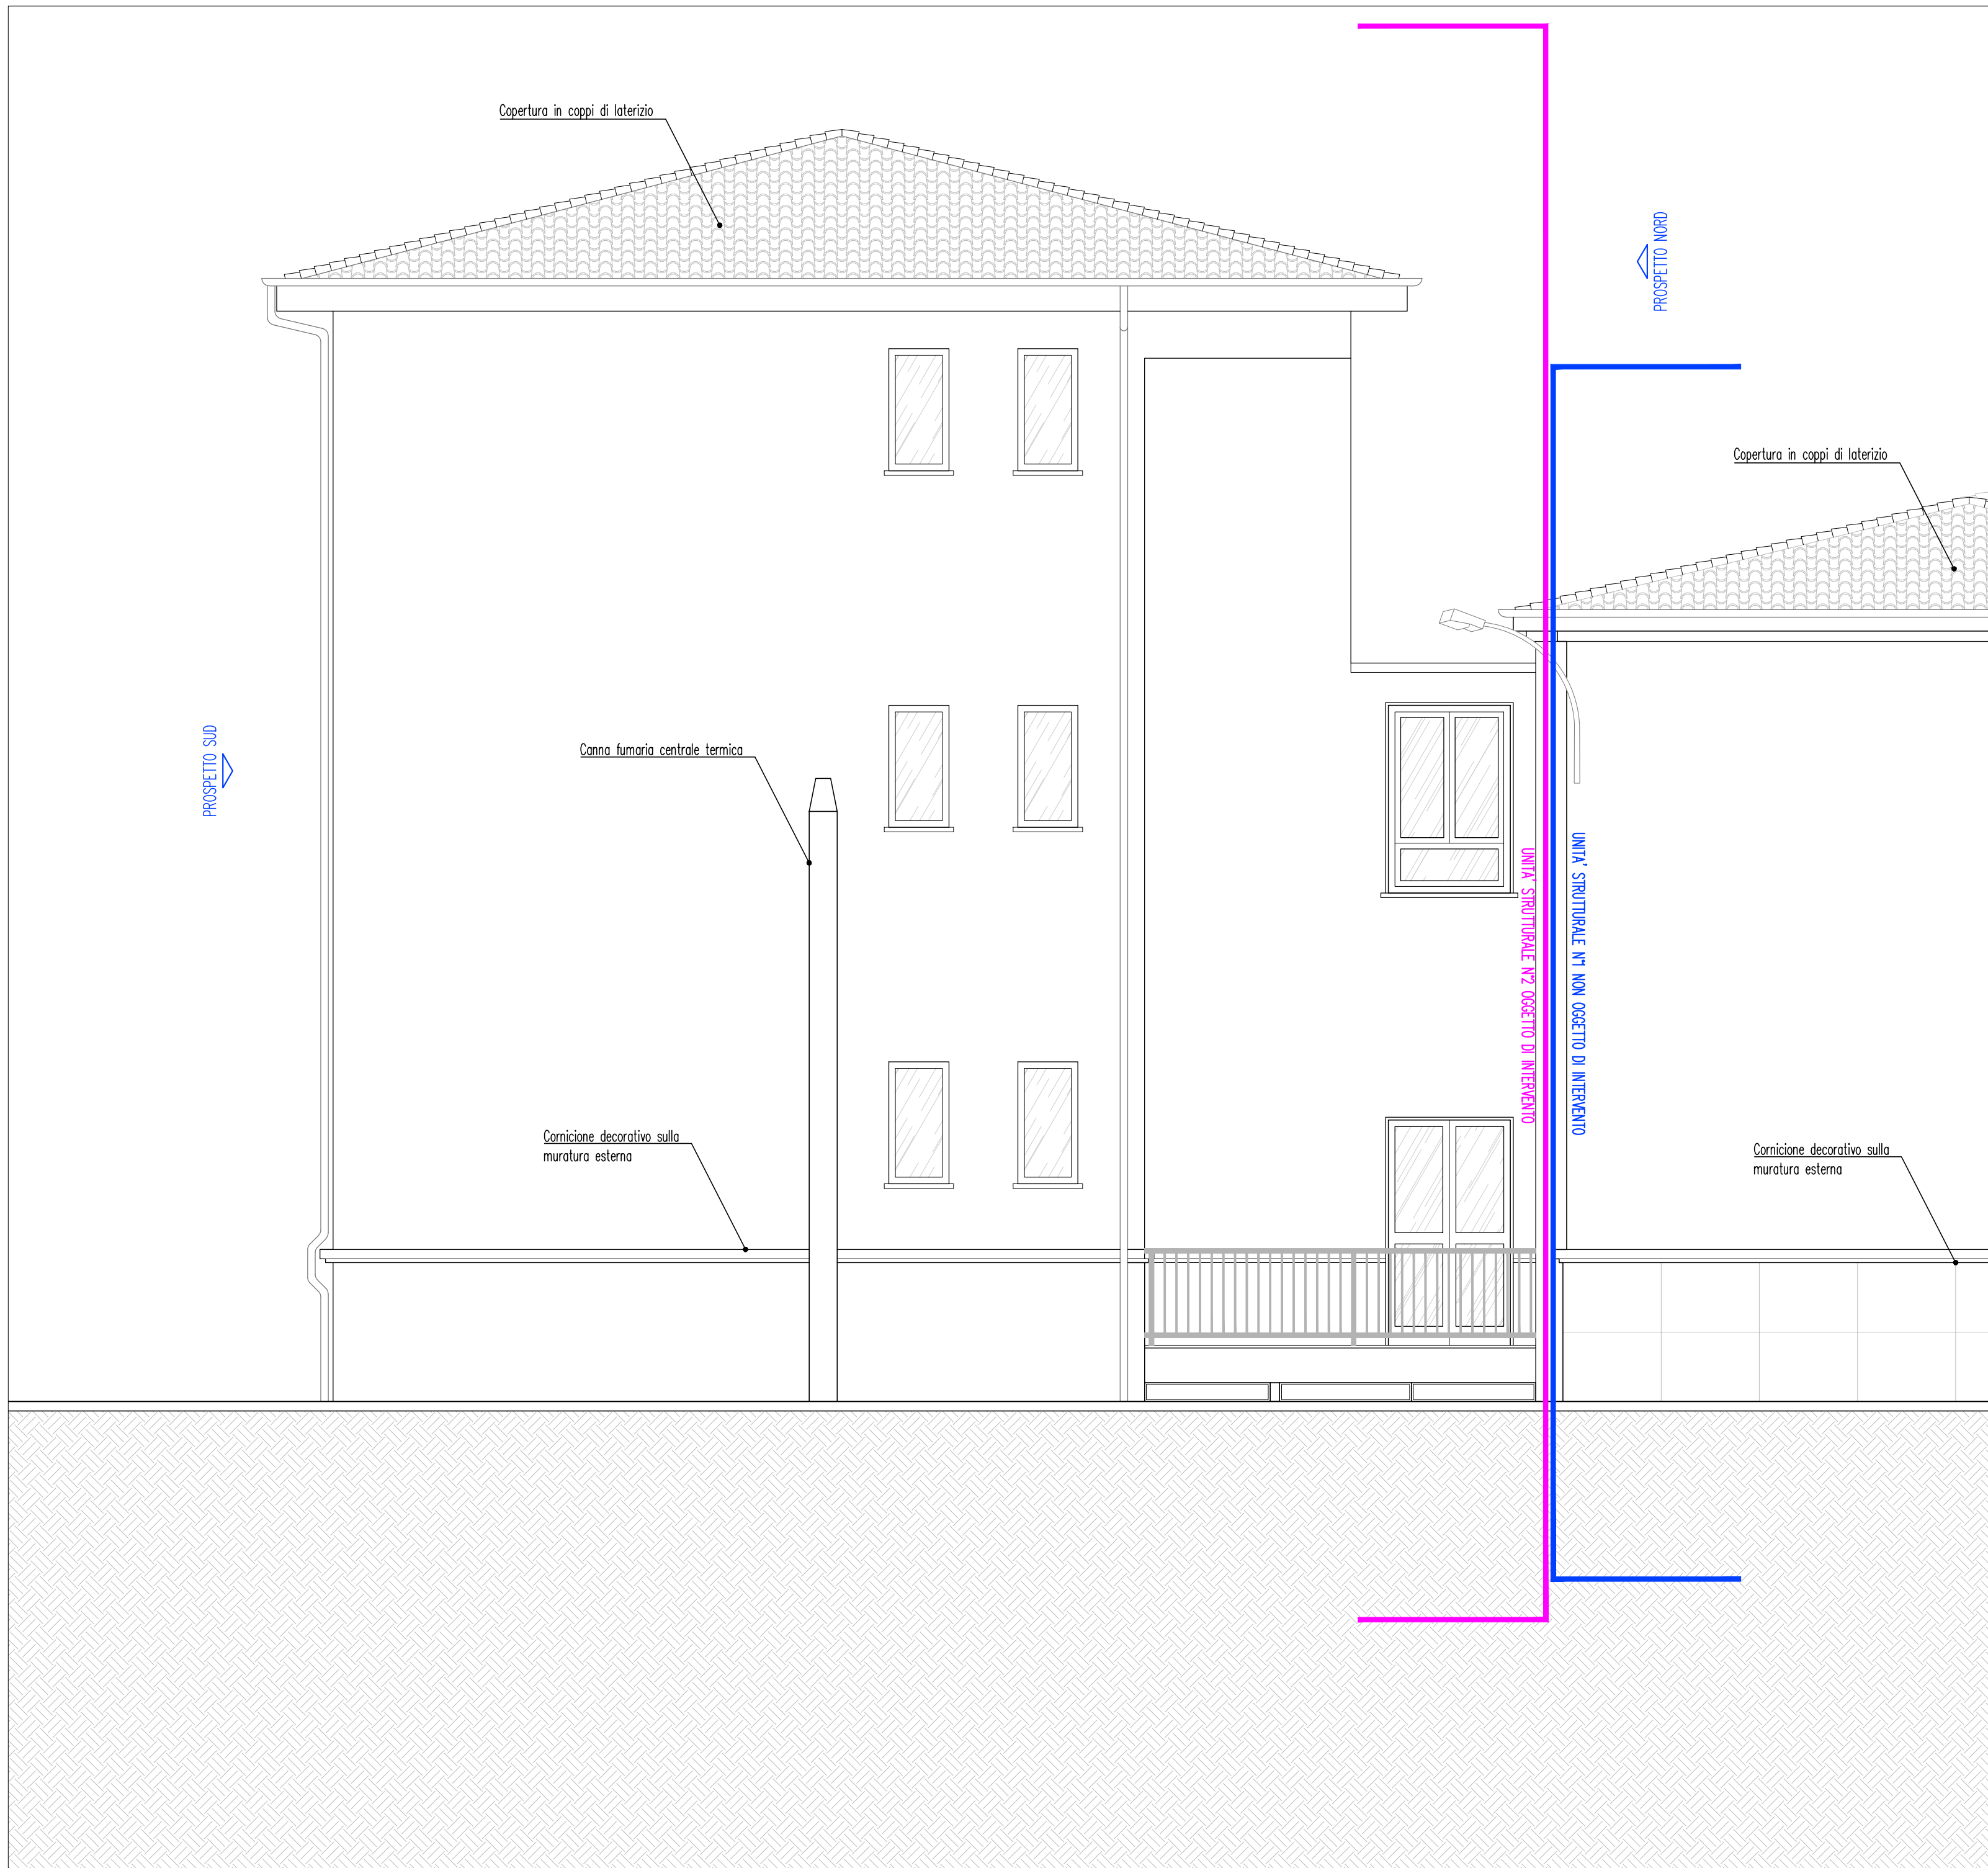 Copertura in coppi di laterizio
PROSPETTO NORD
Copertura in coppi di laterizio
PROSPETTO SUD
Canna fumaria centrale termica
UNITA' STRUTTURALE N°2 OGGETTO DI INTERVENTO
UNITA' STRUTTURALE N°1 NON OGGETTO DI INTERVENTO
Cornicione decorativo sulla
muratura esterna
Cornicione decorativo sulla
muratura esterna